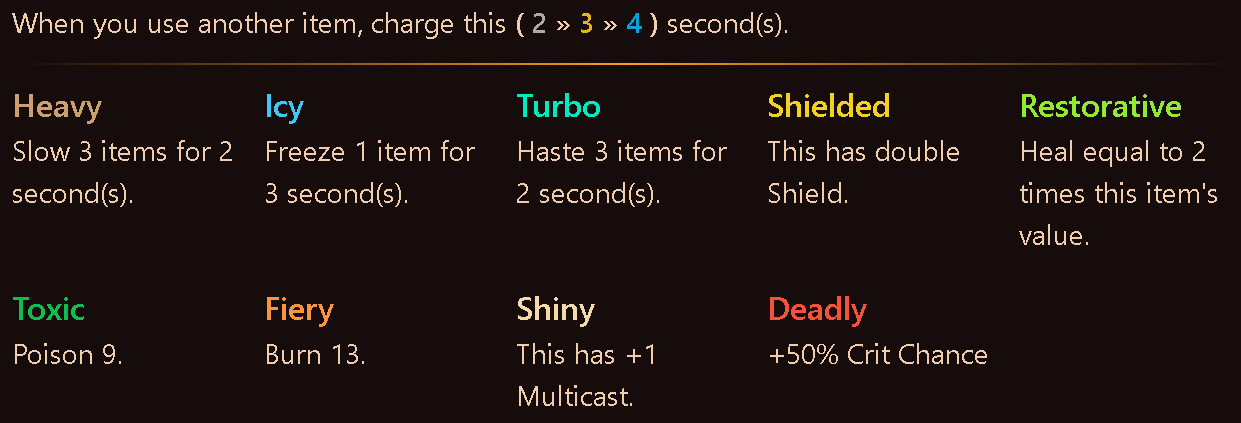 When you use another item, charge this ( 2 » 3 » 4 ) second(s).
Heavy
Slow 3 items for 2
second(s).
Icy
Freeze 1 item for
3 second(s).
Turbo
Haste 3 items for
2 second(s).
Shielded
This has double
Shield.
Restorative
Heal equal to 2
times this item's
value.
Toxic
Poison 9.
Fiery
Burn 13.
Shiny
This has +1
Multicast.
Deadly
+50% Crit Chance